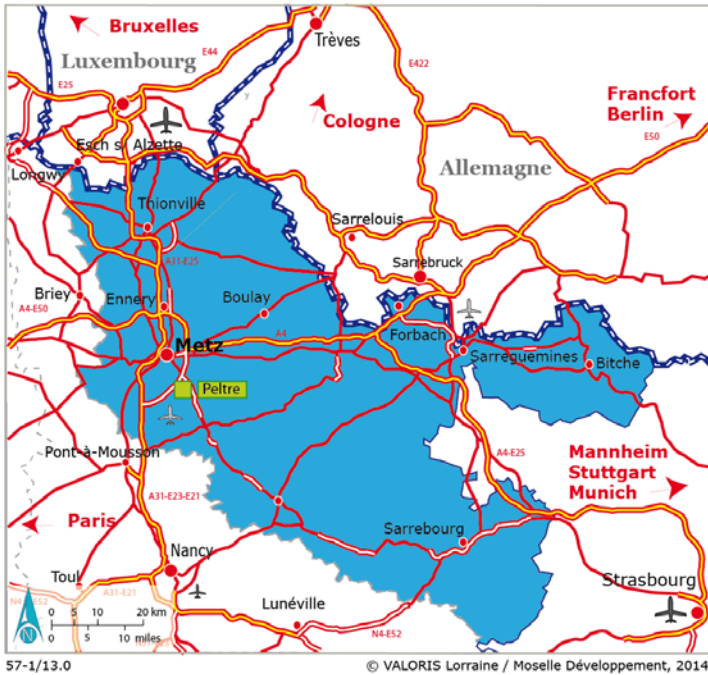 Bruxelles
Trèves
Luxembourg
E44
E422
E25
Francfort
Berlin
Cologne
E50
Esch s. Alzette
Allemagne
Longwy
Thionville
Sarrelouis
A31-E25
Sarrebruck
Briey
Ennery
Boulay
A4-E50
Forbach
A4
Metz
Sarreguemines
Bitche
Peltre
Pont-à-Mousson
A4-E25
Mannheim
Stuttgart
Munich
A31-E23-E21
Paris
Sarrebourg
Nancy
Toul
Strasbourg
A31-E21
N4-E52
0 5 10 20 km
Lunéville
0 5 10 miles
N4-E52
N
57-1/13.0
© VALORIS Lorraine / Moselle Développement, 2014